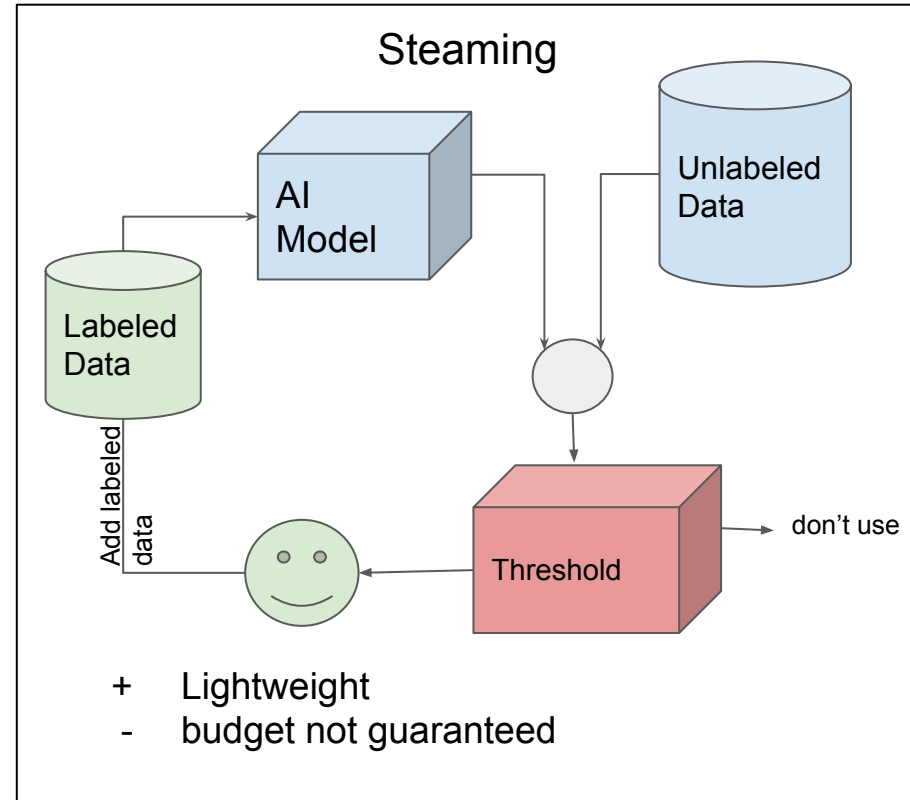 Steaming
AI
Model
Unlabeled
Data
Labeled
Data
Add labeled
data
Threshold
don't use
+ Lightweight
- budget not guaranteed